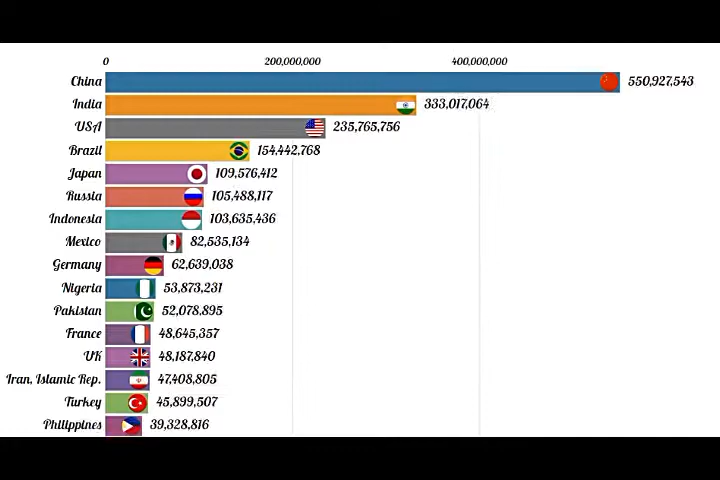 0 200,000,000 400,000,000
China 550,927,543
India 333,017,064
USA 235,765,756
Brazil 154,442,768
Japan 109,576,412
Russia 105,488,117
Indonesia 103,635,436
Mexico 82,535,134
Germany 62,639,038
Nigeria 53,873,231
Pakistan 52,078,895
France 48,645,357
UK 48,187,840
Iran, Islamic Rep. 47,408,805
Turkey 45,899,507
Philippines 39,328,816